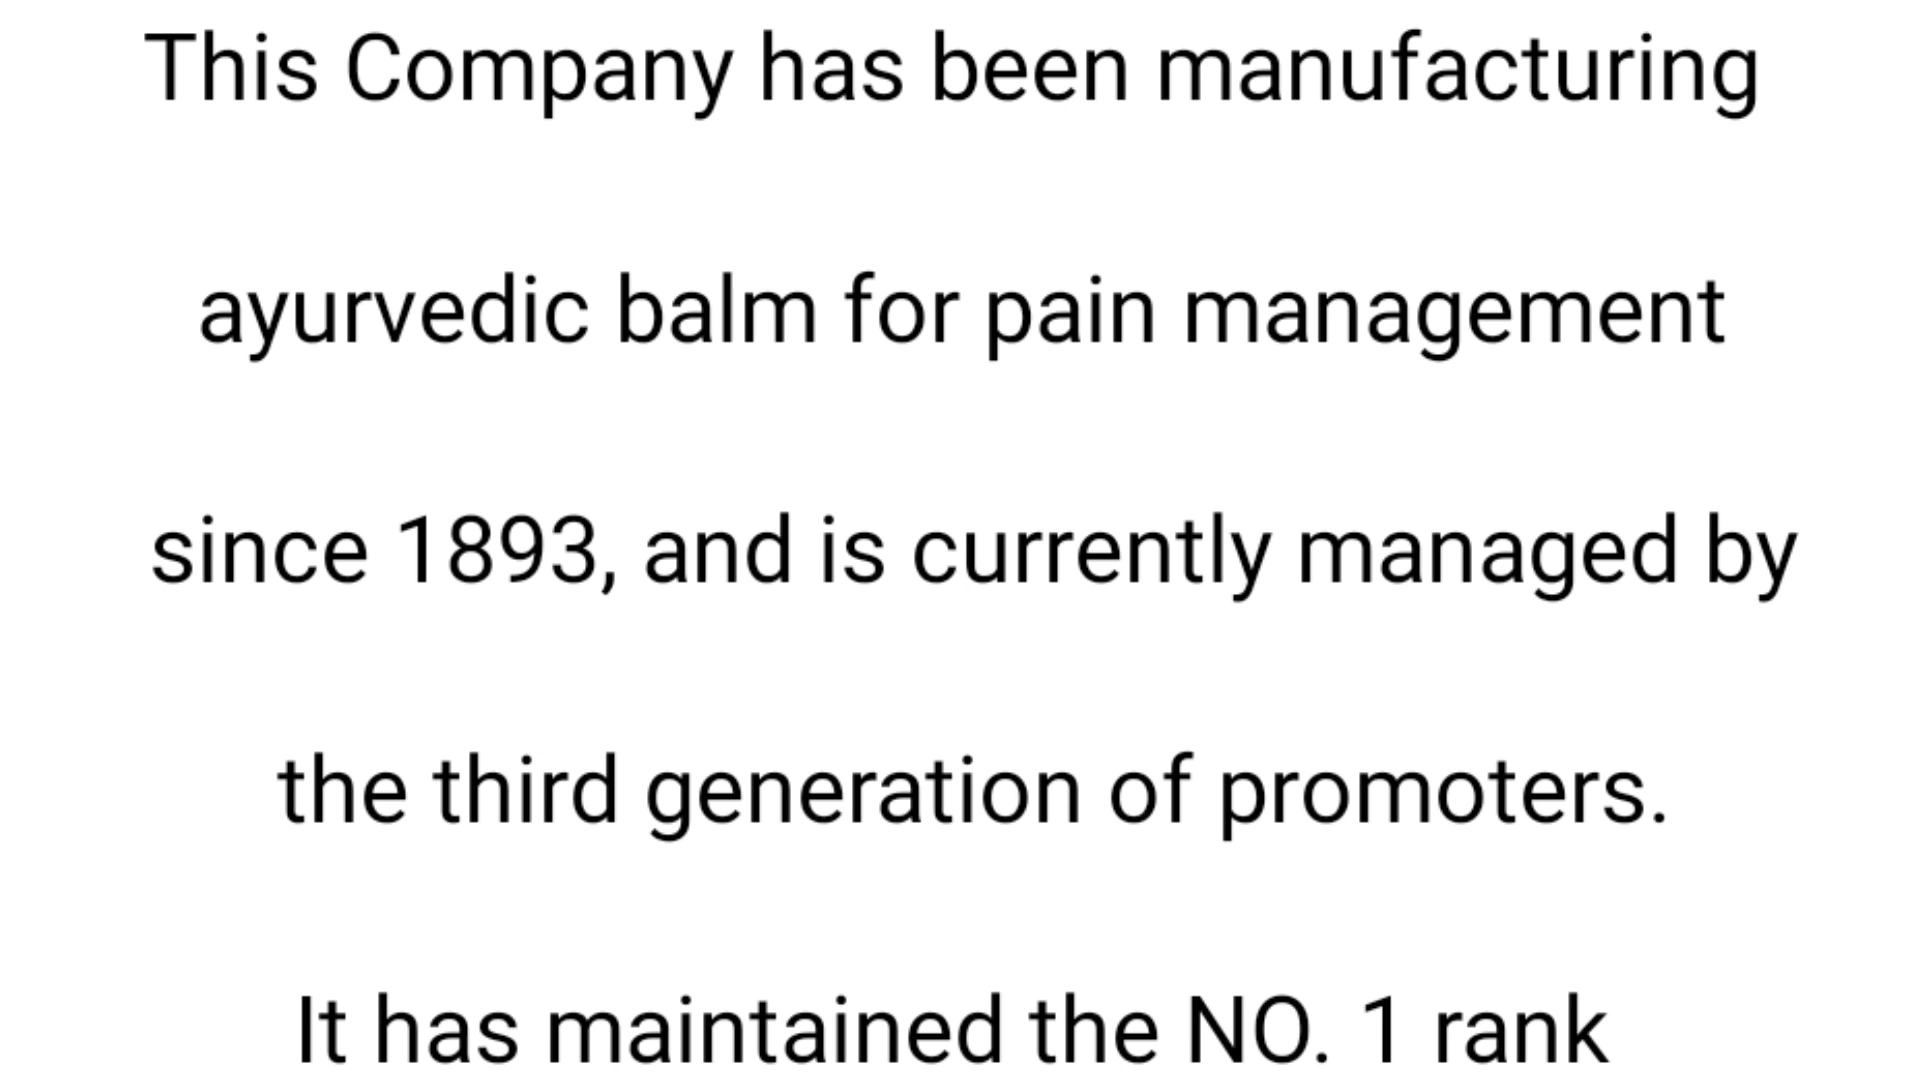 This Company has been manufacturing
ayurvedic balm for pain management
since 1893, and is currently managed by
the third generation of promoters.
It has maintained the NO. 1 rank